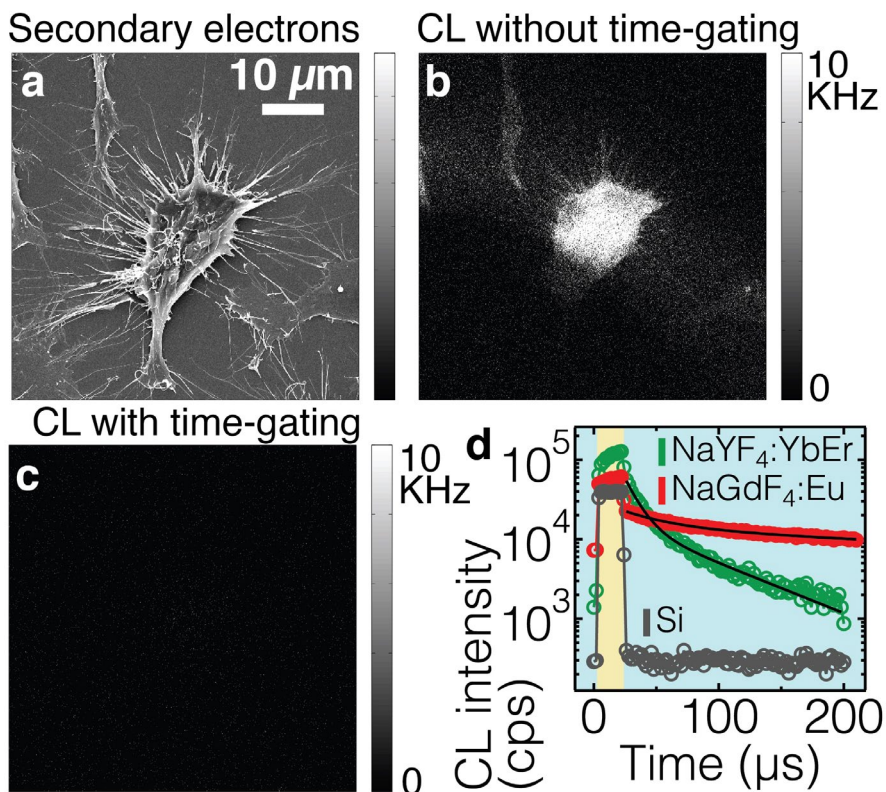 Secondary electrons
a
10 µm
CL without time-gating
b
10
KHz
0
CL with time-gating
c
10
KHz
0
d
NaYF₄:YbEr
NaGdF₄:Eu
Si
10⁵
10⁴
10³
CL intensity
(cps)
0
100
200
Time (µs)